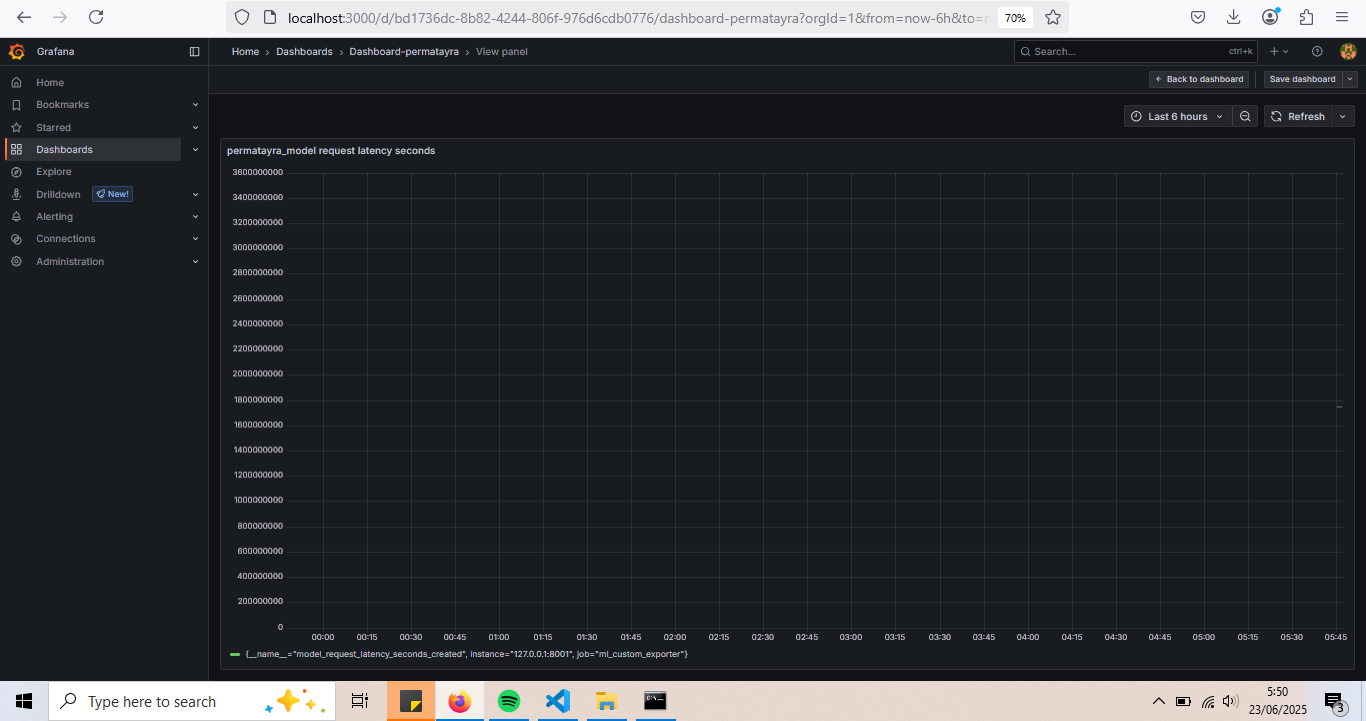 localhost:3000/d/bd1736dc-8b82-4244-806f-976d6cdb0776/dashboard-permatayra?orgId=1&from=now-6h&to=n
70%
Grafana
Home › Dashboards › Dashboard-permatayra › View panel
Search...
ctrl+k
Back to dashboard
Save dashboard
Home
Bookmarks
Starred
Dashboards
Explore
Drilldown
New!
Alerting
Connections
Administration
Last 6 hours
Refresh
permatayra_model request latency seconds
3600000000
3400000000
3200000000
3000000000
2800000000
2600000000
2400000000
2200000000
2000000000
1800000000
1600000000
1400000000
1200000000
1000000000
800000000
600000000
400000000
200000000
0
00:00 00:15 00:30 00:45 01:00 01:15 01:30 01:45 02:00 02:15 02:30 02:45 03:00 03:15 03:30 03:45 04:00 04:15 04:30 04:45 05:00 05:15 05:30 05:45
{__name__="model_request_latency_seconds_created", instance="127.0.0.1:8001", job="ml_custom_exporter"}
Type here to search
5:50
23/06/2025
3